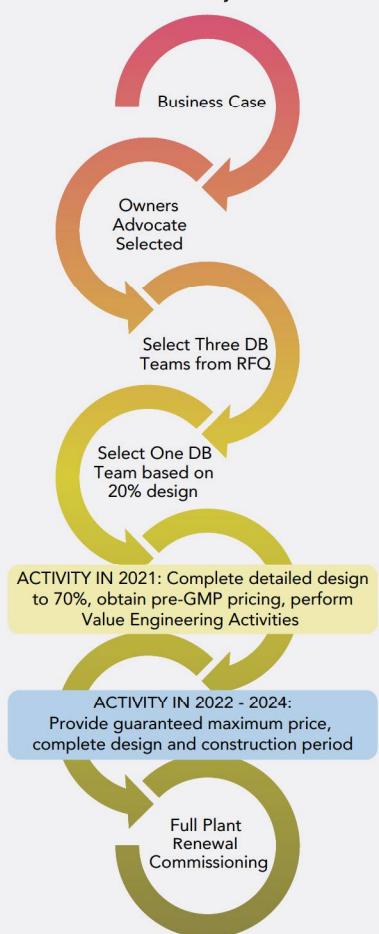 Business Case
Owners
Advocate
Selected
Select Three DB
Teams from RFQ
Select One DB
Team based on
20% design
ACTIVITY IN 2021: Complete detailed design
to 70%, obtain pre-GMP pricing, perform
Value Engineering Activities
ACTIVITY IN 2022 - 2024:
Provide guaranteed maximum price,
complete design and construction period
Full Plant
Renewal
Commissioning